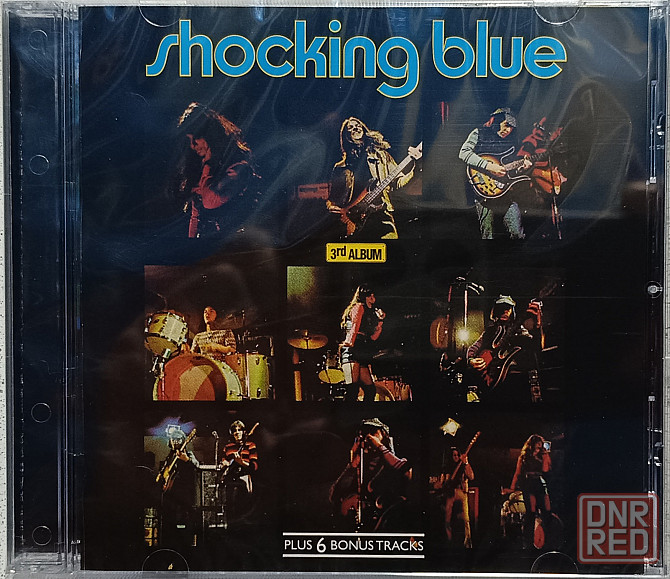 shocking blue
3rd ALBUM
PLUS 6 BONUS TRACKS
DNR
RED